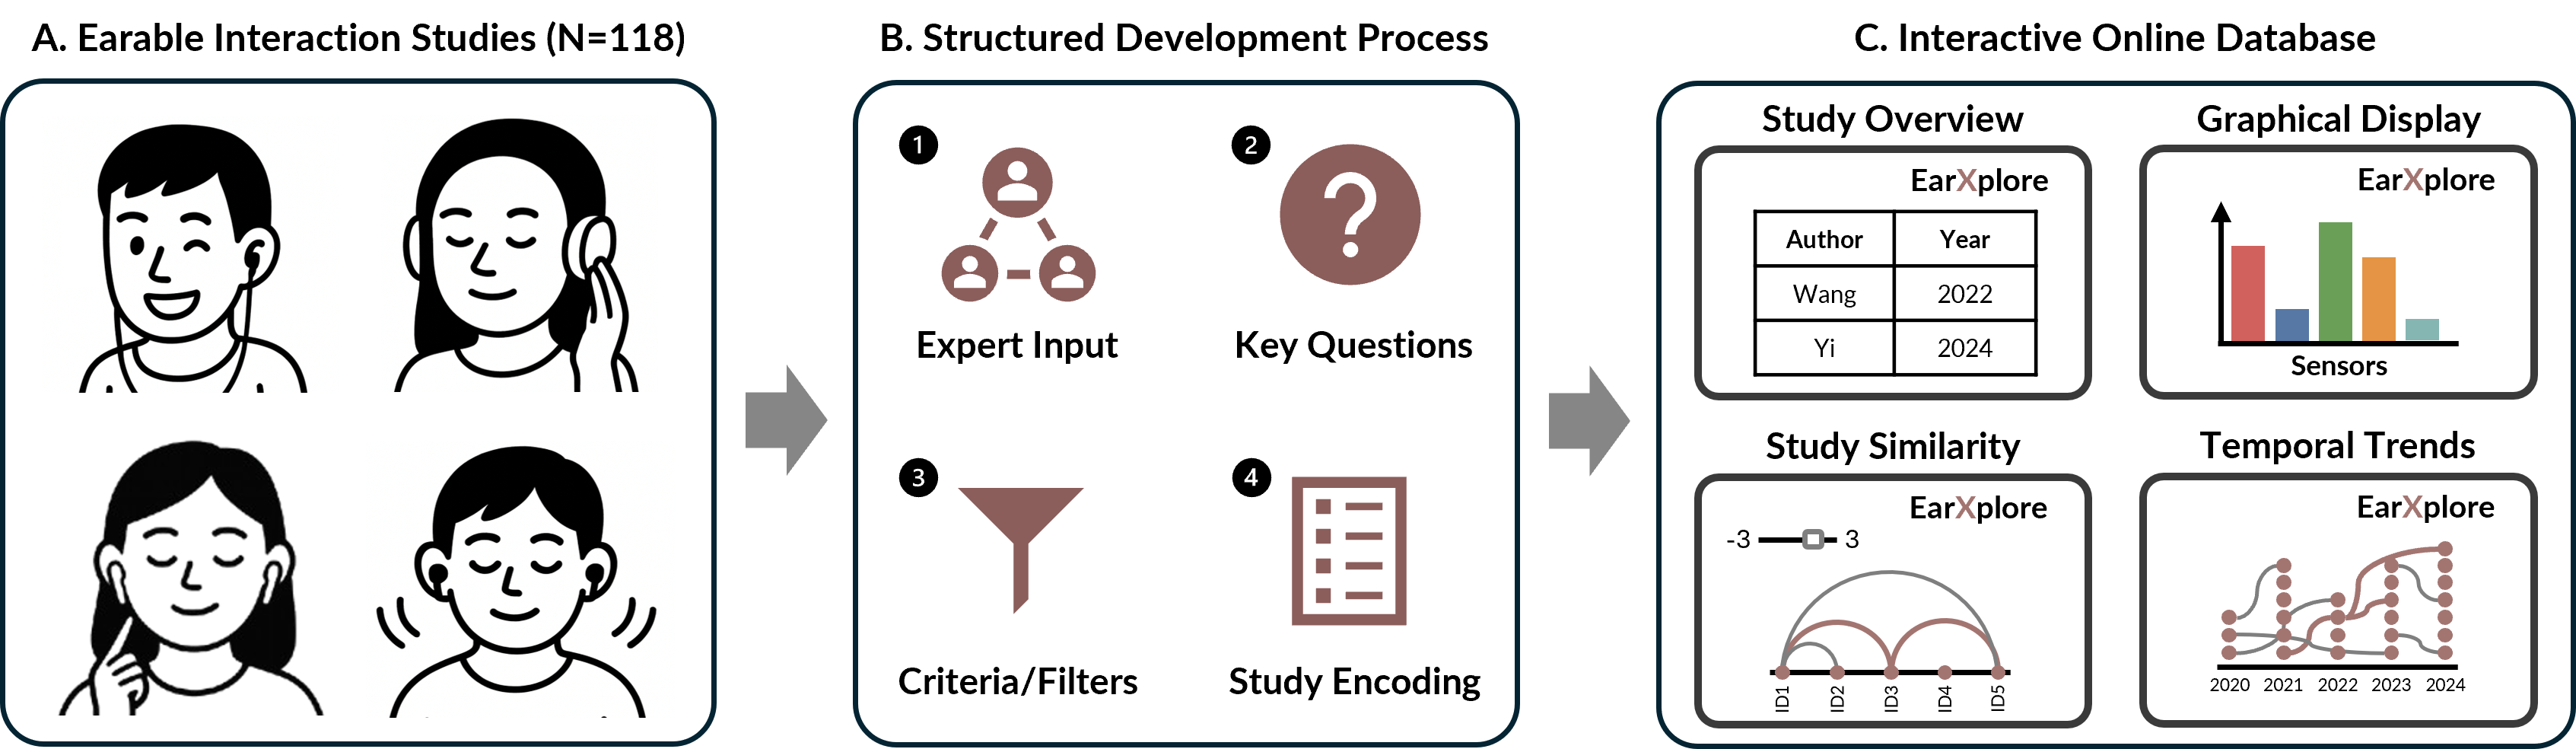 A. Earable Interaction Studies (N=118)
B. Structured Development Process
1
Expert Input
2
Key Questions
3
Criteria/Filters
4
Study Encoding
C. Interactive Online Database
Study Overview
EarXplore
Author Year
Wang 2022
Yi 2024
Graphical Display
EarXplore
Sensors
Study Similarity
EarXplore
-3 3
ID1 ID2 ID3 ID4 ID5
Temporal Trends
EarXplore
2020 2021 2022 2023 2024